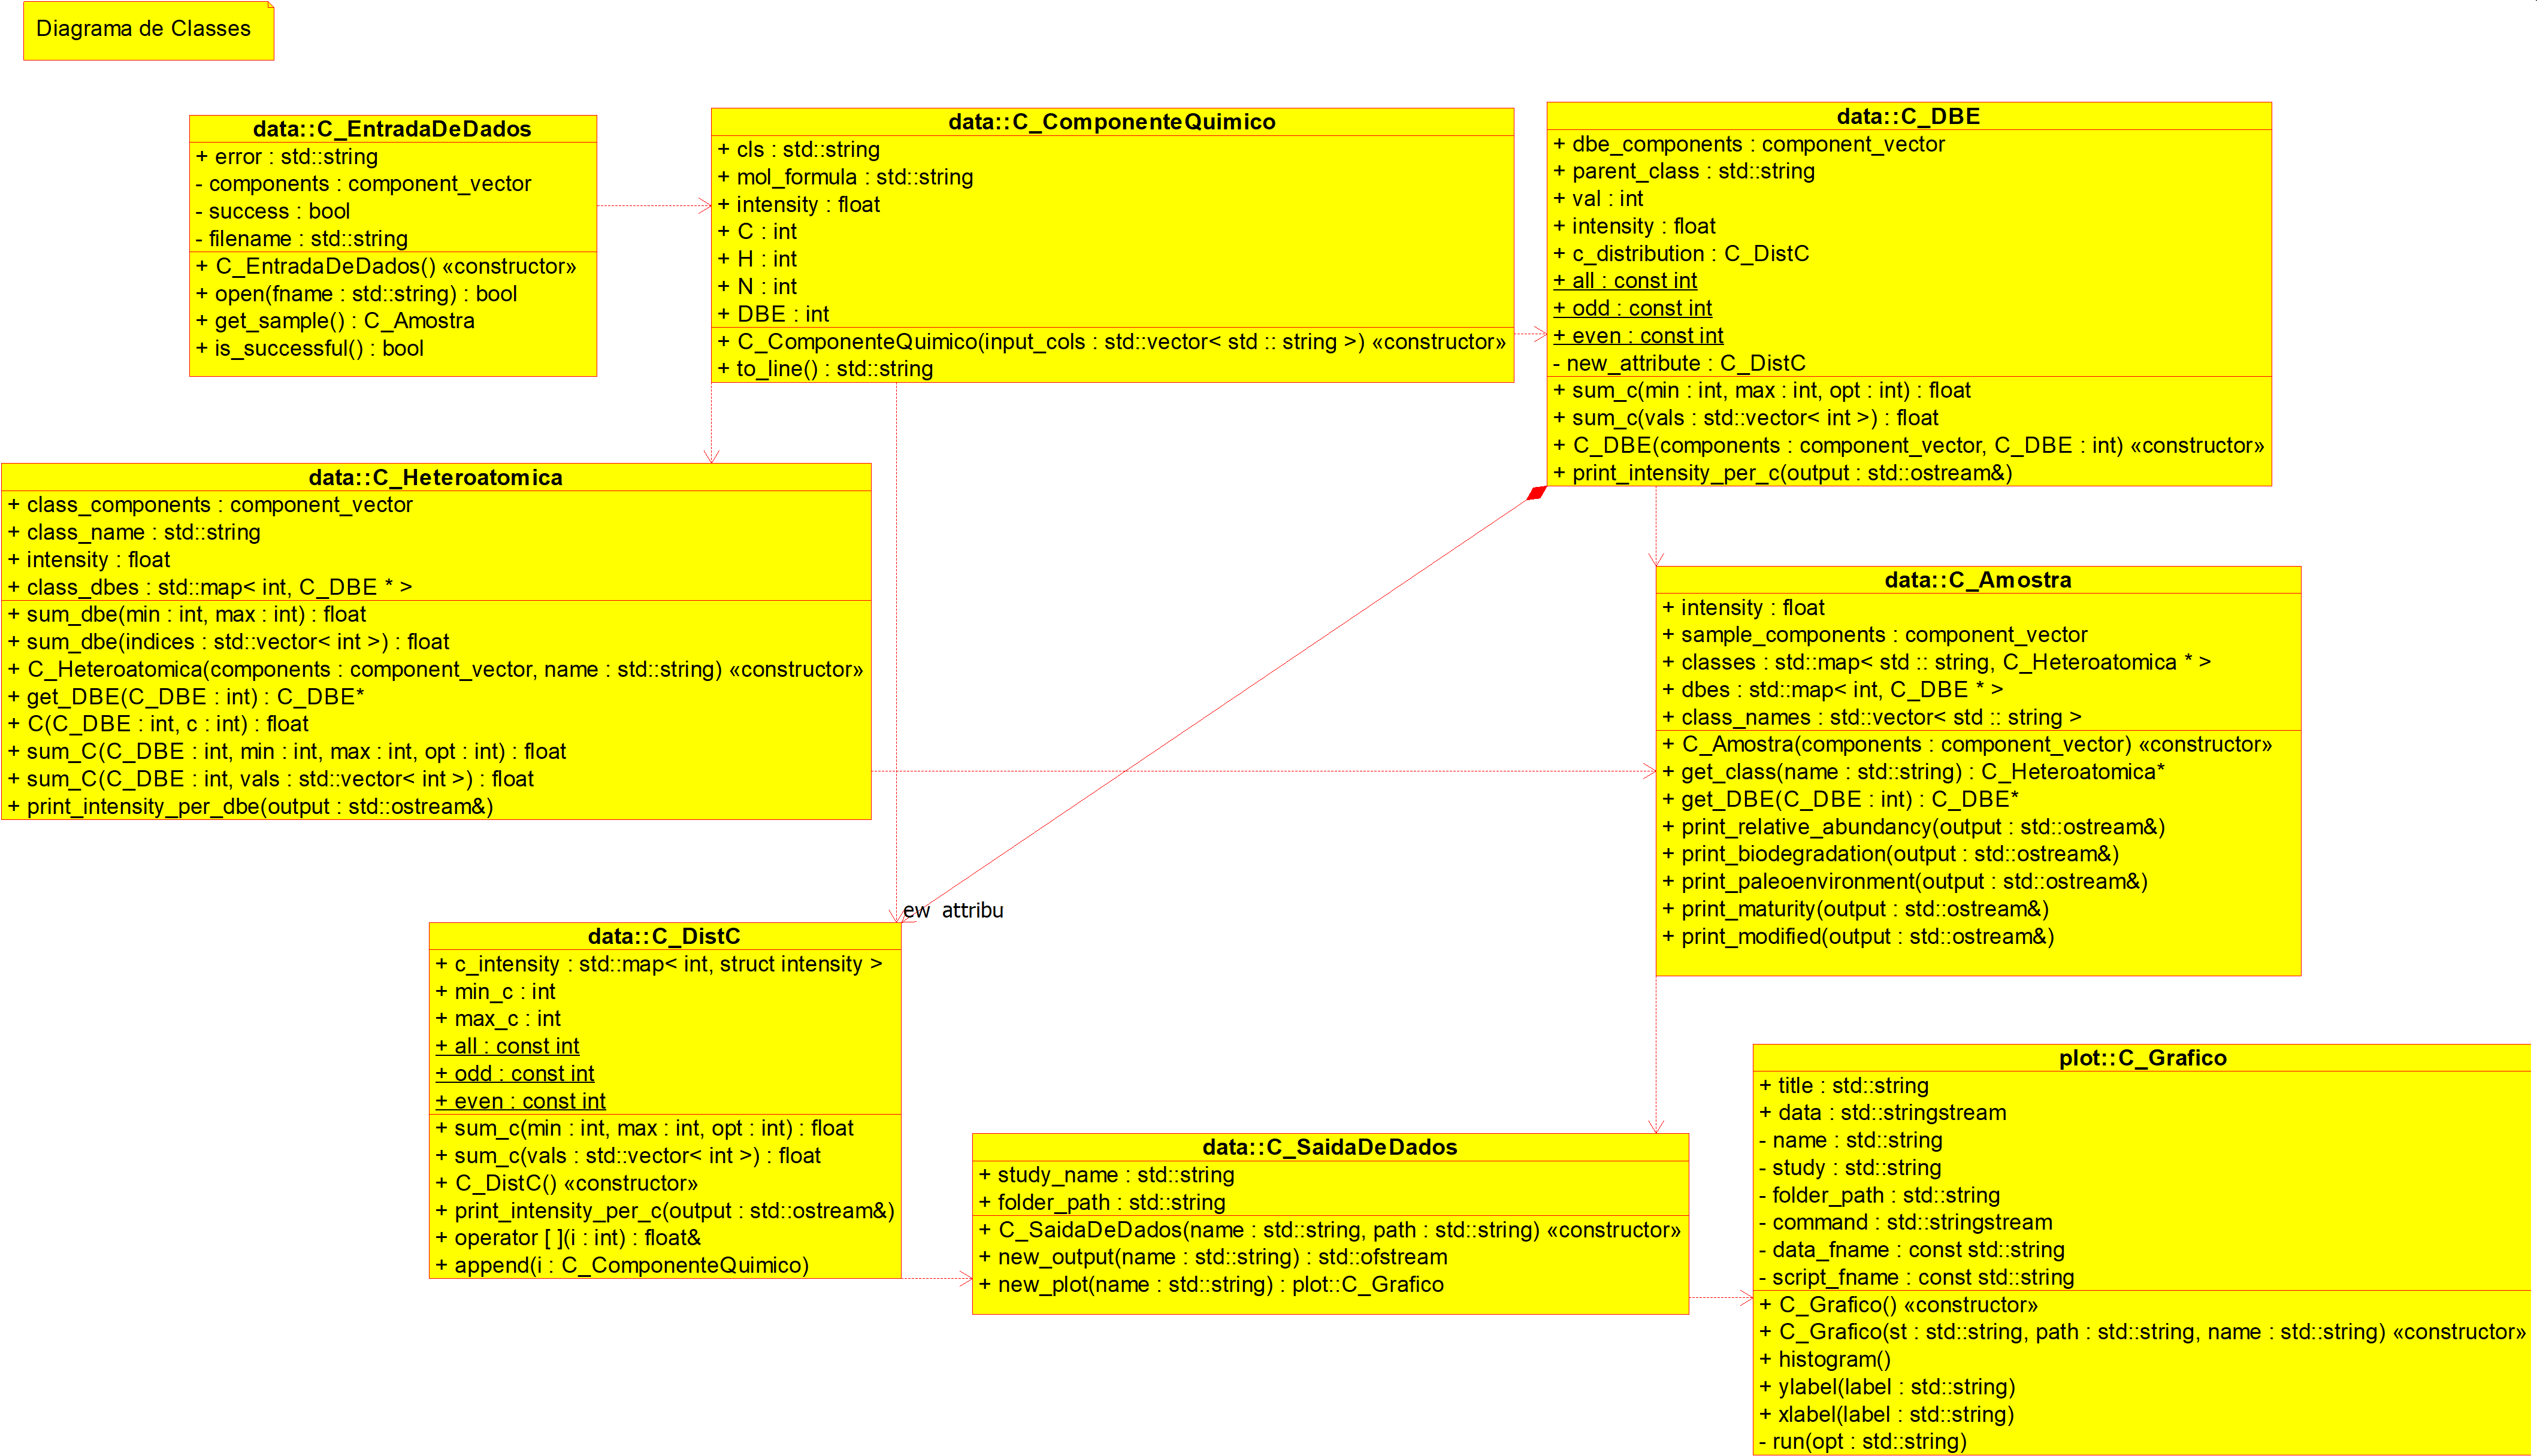 Diagrama de Classes
data::C_EntradaDeDados
+ error : std::string
- components : component_vector
- success : bool
- filename : std::string
+ C_EntradaDeDados() «constructor»
+ open(fname : std::string) : bool
+ get_sample() : C_Amostra
+ is_successful() : bool
data::C_ComponenteQuimico
+ cls : std::string
+ mol_formula : std::string
+ intensity : float
+ C : int
+ H : int
+ N : int
+ DBE : int
+ C_ComponenteQuimico(input_cols : std::vector< std :: string >) «constructor»
+ to_line() : std::string
data::C_DBE
+ dbe_components : component_vector
+ parent_class : std::string
+ val : int
+ intensity : float
+ c_distribution : C_DistC
+ all : const int
+ odd : const int
+ even : const int
- new_attribute : C_DistC
+ sum_c(min : int, max : int, opt : int) : float
+ sum_c(vals : std::vector< int >) : float
+ C_DBE(components : component_vector, C_DBE : int) «constructor»
+ print_intensity_per_c(output : std::ostream&)
data::C_Heteroatomica
+ class_components : component_vector
+ class_name : std::string
+ intensity : float
+ class_dbes : std::map< int, C_DBE * >
+ sum_dbe(min : int, max : int) : float
+ sum_dbe(indices : std::vector< int >) : float
+ C_Heteroatomica(components : component_vector, name : std::string) «constructor»
+ get_DBE(C_DBE : int) : C_DBE*
+ C(C_DBE : int, c : int) : float
+ sum_C(C_DBE : int, min : int, max : int, opt : int) : float
+ sum_C(C_DBE : int, vals : std::vector< int >) : float
+ print_intensity_per_dbe(output : std::ostream&)
data::C_Amostra
+ intensity : float
+ sample_components : component_vector
+ classes : std::map< std :: string, C_Heteroatomica * >
+ dbes : std::map< int, C_DBE * >
+ class_names : std::vector< std :: string >
+ C_Amostra(components : component_vector) «constructor»
+ get_class(name : std::string) : C_Heteroatomica*
+ get_DBE(C_DBE : int) : C_DBE*
+ print_relative_abundancy(output : std::ostream&)
+ print_biodegradation(output : std::ostream&)
+ print_paleoenvironment(output : std::ostream&)
+ print_maturity(output : std::ostream&)
+ print_modified(output : std::ostream&)
ew attribu
data::C_DistC
+ c_intensity : std::map< int, struct intensity >
+ min_c : int
+ max_c : int
+ all : const int
+ odd : const int
+ even : const int
+ sum_c(min : int, max : int, opt : int) : float
+ sum_c(vals : std::vector< int >) : float
+ C_DistC() «constructor»
+ print_intensity_per_c(output : std::ostream&)
+ operator [ ](i : int) : float&
+ append(i : C_ComponenteQuimico)
data::C_SaidaDeDados
+ study_name : std::string
+ folder_path : std::string
+ C_SaidaDeDados(name : std::string, path : std::string) «constructor»
+ new_output(name : std::string) : std::ofstream
+ new_plot(name : std::string) : plot::C_Grafico
plot::C_Grafico
+ title : std::string
+ data : std::stringstream
- name : std::string
- study : std::string
- folder_path : std::string
- command : std::stringstream
- data_fname : const std::string
- script_fname : const std::string
+ C_Grafico() «constructor»
+ C_Grafico(st : std::string, path : std::string, name : std::string) «constructor»
+ histogram()
+ ylabel(label : std::string)
+ xlabel(label : std::string)
- run(opt : std::string)